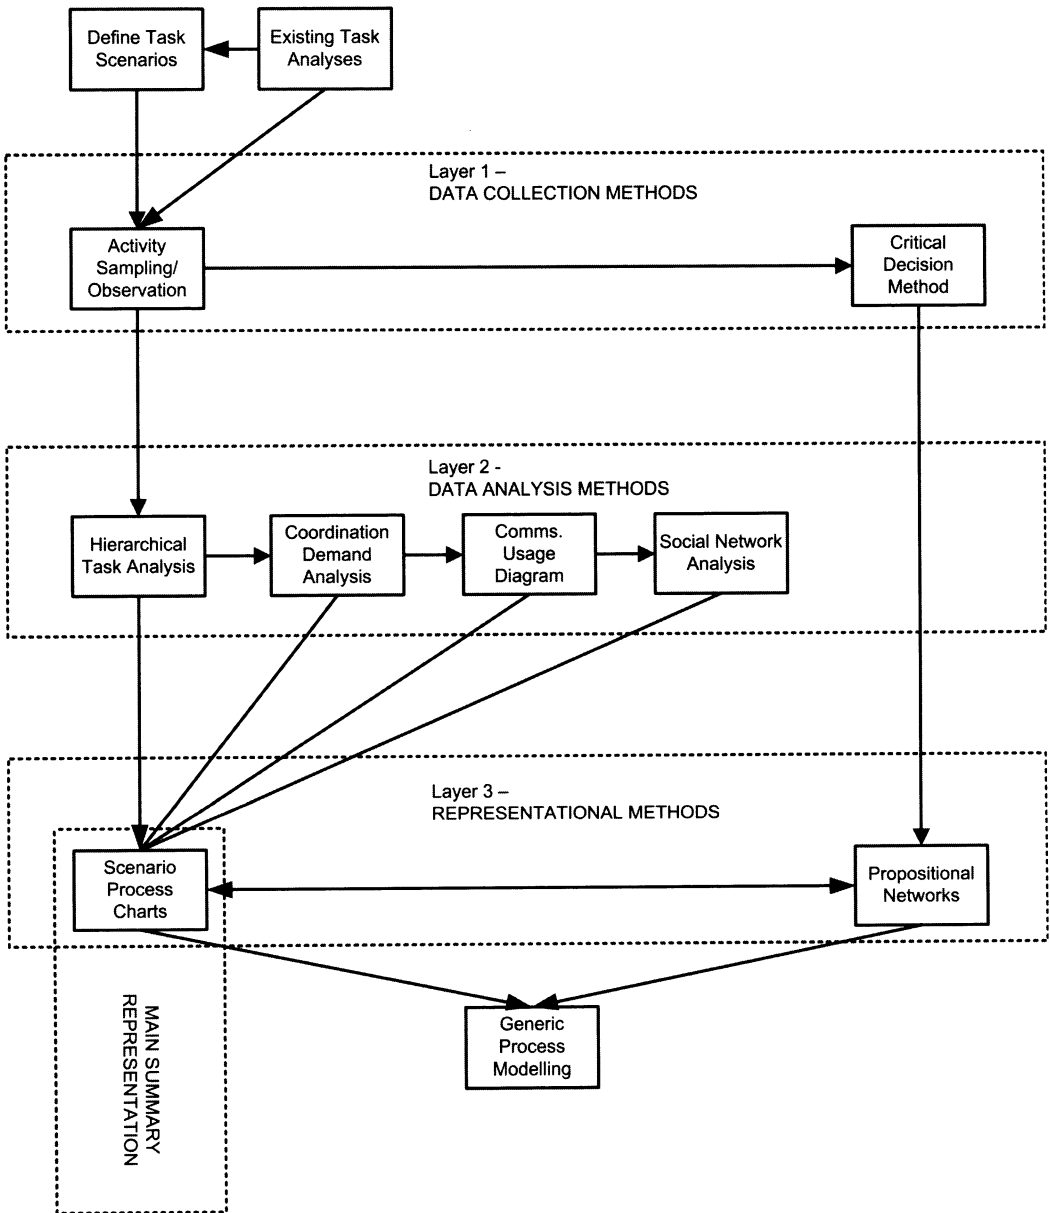 Define Task
Scenarios
Existing Task
Analyses
Layer 1 –
DATA COLLECTION METHODS
Activity
Sampling/
Observation
Critical
Decision
Method
Layer 2 -
DATA ANALYSIS METHODS
Hierarchical
Task Analysis
Coordination
Demand
Analysis
Comms.
Usage
Diagram
Social Network
Analysis
Layer 3 –
REPRESENTATIONAL METHODS
Scenario
Process
Charts
Propositional
Networks
MAIN SUMMARY
REPRESENTATION
Generic
Process
Modelling